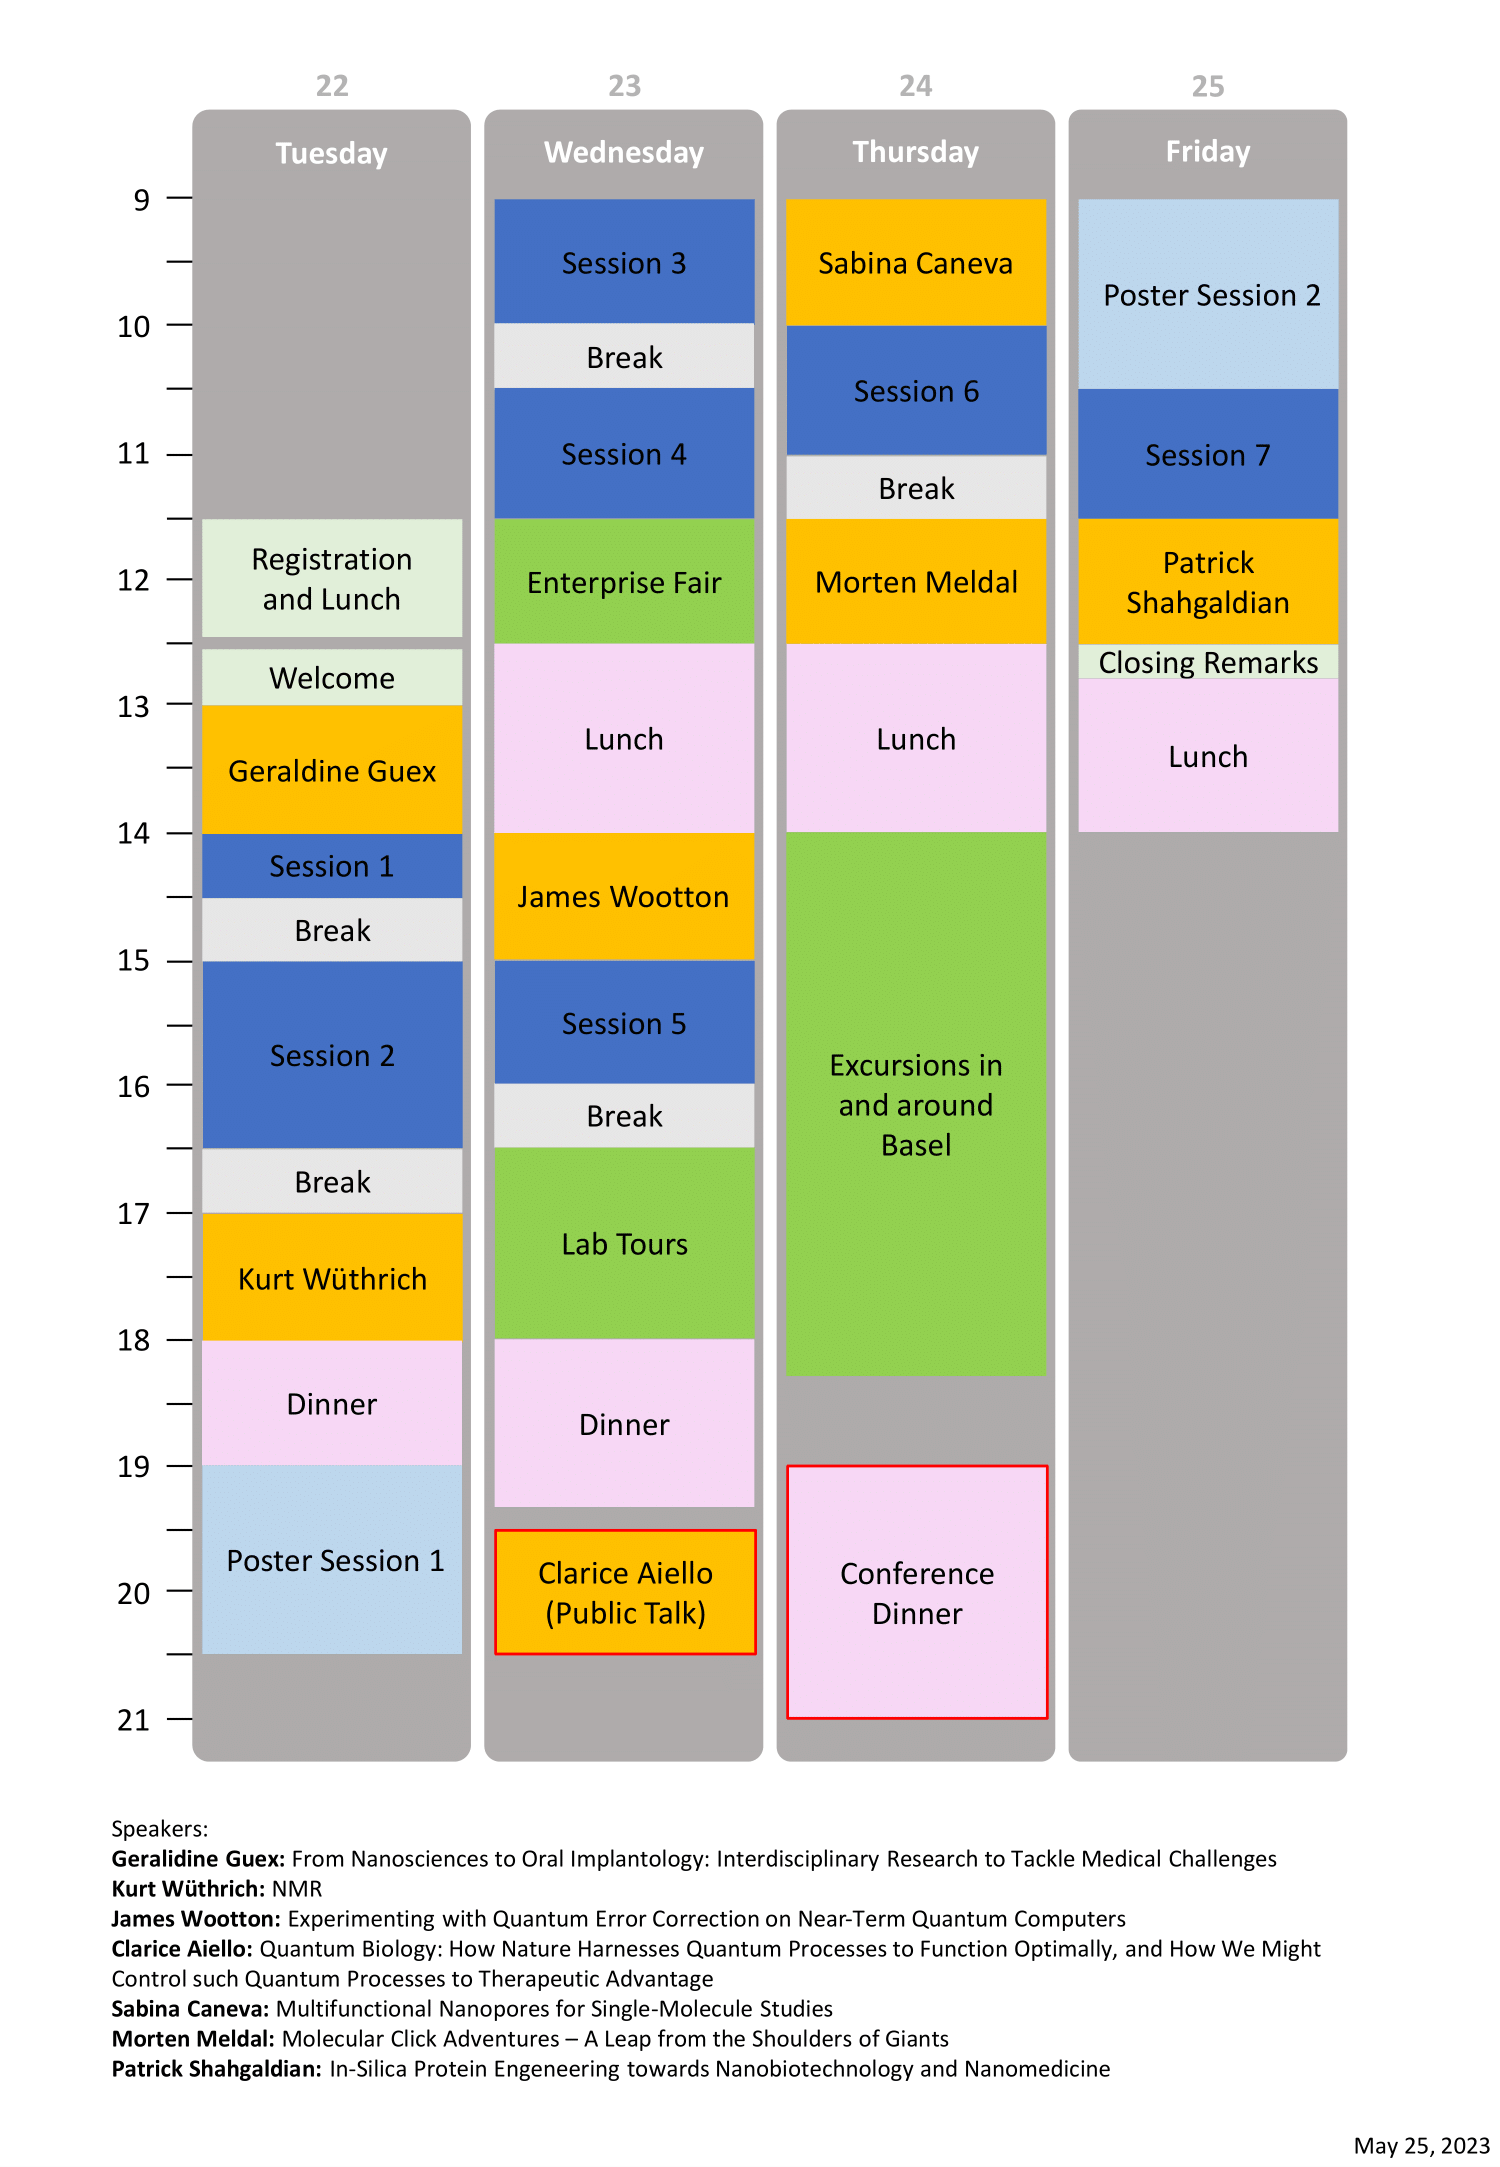 22
23
24
25
Tuesday
Wednesday
Thursday
Friday
9
10
11
12
13
14
15
16
17
18
19
20
21
Registration
and Lunch
Welcome
Geraldine Guex
Session 1
Break
Session 2
Break
Kurt Wüthrich
Dinner
Poster Session 1
Session 3
Break
Session 4
Enterprise Fair
Lunch
James Wootton
Session 5
Break
Lab Tours
Dinner
Clarice Aiello
(Public Talk)
Sabina Caneva
Session 6
Break
Morten Meldal
Lunch
Excursions in
and around
Basel
Conference
Dinner
Poster Session 2
Session 7
Patrick
Shahgaldian
Closing Remarks
Lunch
Speakers:
Geralidine Guex: From Nanosciences to Oral Implantology: Interdisciplinary Research to Tackle Medical Challenges
Kurt Wüthrich: NMR
James Wootton: Experimenting with Quantum Error Correction on Near-Term Quantum Computers
Clarice Aiello: Quantum Biology: How Nature Harnesses Quantum Processes to Function Optimally, and How We Might
Control such Quantum Processes to Therapeutic Advantage
Sabina Caneva: Multifunctional Nanopores for Single-Molecule Studies
Morten Meldal: Molecular Click Adventures – A Leap from the Shoulders of Giants
Patrick Shahgaldian: In-Silica Protein Engeneering towards Nanobiotechnology and Nanomedicine
May 25, 2023